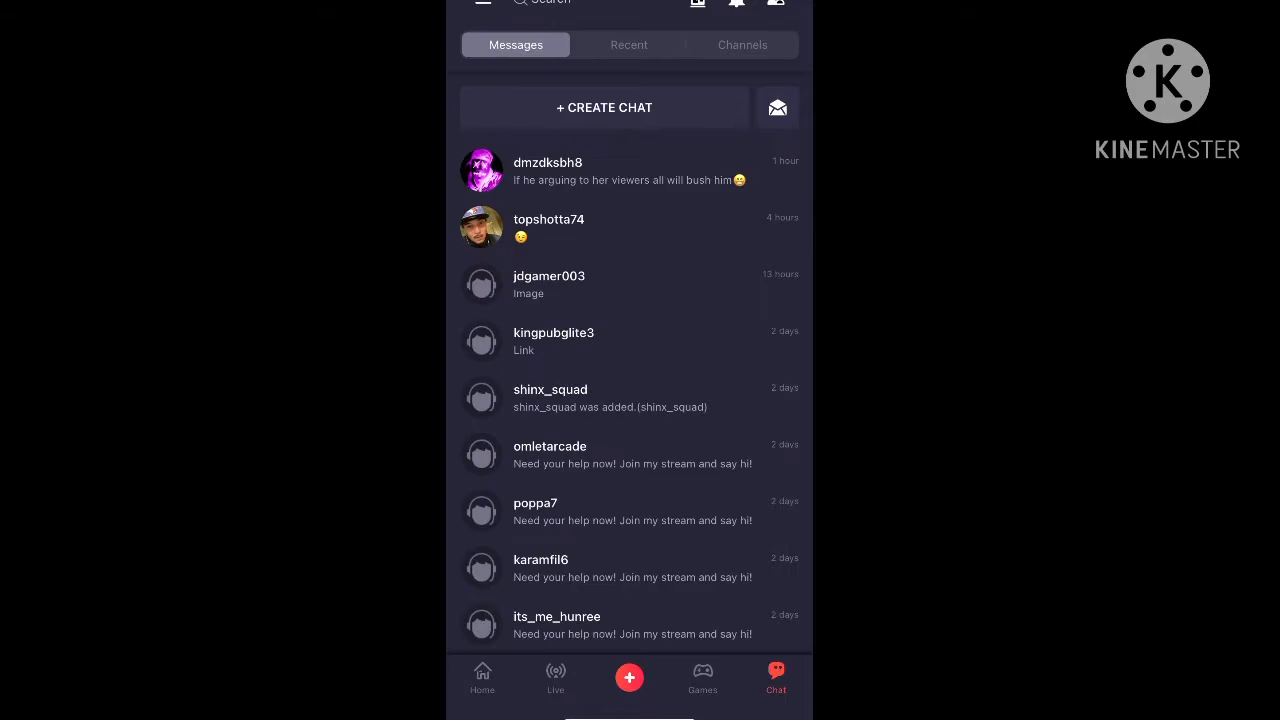 Search
Messages
Recent
Channels
+ CREATE CHAT
dmzdksbh8
1 hour
If he arguing to her viewers all will bush him😁
topshotta74
4 hours
😉
jdgamer003
13 hours
Image
kingpubglite3
2 days
Link
shinx_squad
2 days
shinx_squad was added.(shinx_squad)
omletarcade
2 days
Need your help now! Join my stream and say hi!
poppa7
2 days
Need your help now! Join my stream and say hi!
karamfil6
2 days
Need your help now! Join my stream and say hi!
its_me_hunree
2 days
Need your help now! Join my stream and say hi!
Home
Live
Games
Chat
K
KINEMASTER